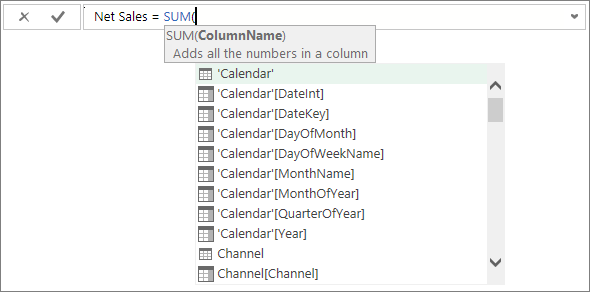 Net Sales = SUM(
SUM(ColumnName)
Adds all the numbers in a column
'Calendar'
'Calendar'[DateInt]
'Calendar'[DateKey]
'Calendar'[DayOfMonth]
'Calendar'[DayOfWeekName]
'Calendar'[MonthName]
'Calendar'[MonthOfYear]
'Calendar'[QuarterOfYear]
'Calendar'[Year]
Channel
Channel[Channel]